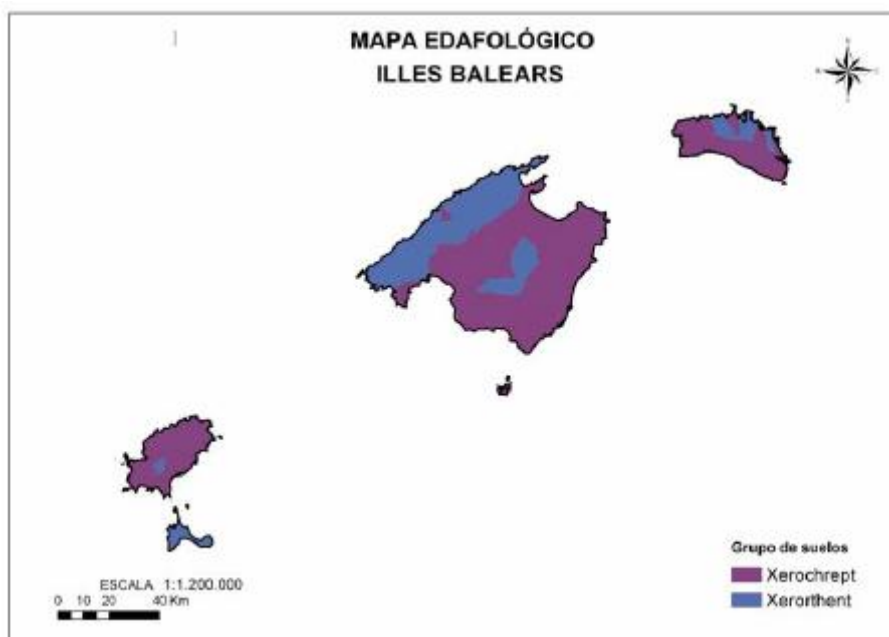 MAPA EDAFOLÓGICO
ILLES BALEARS
Grupo de suelos
Xerochrept
Xerorthent
ESCALA 1:1.200.000
0 10 20 40 Km